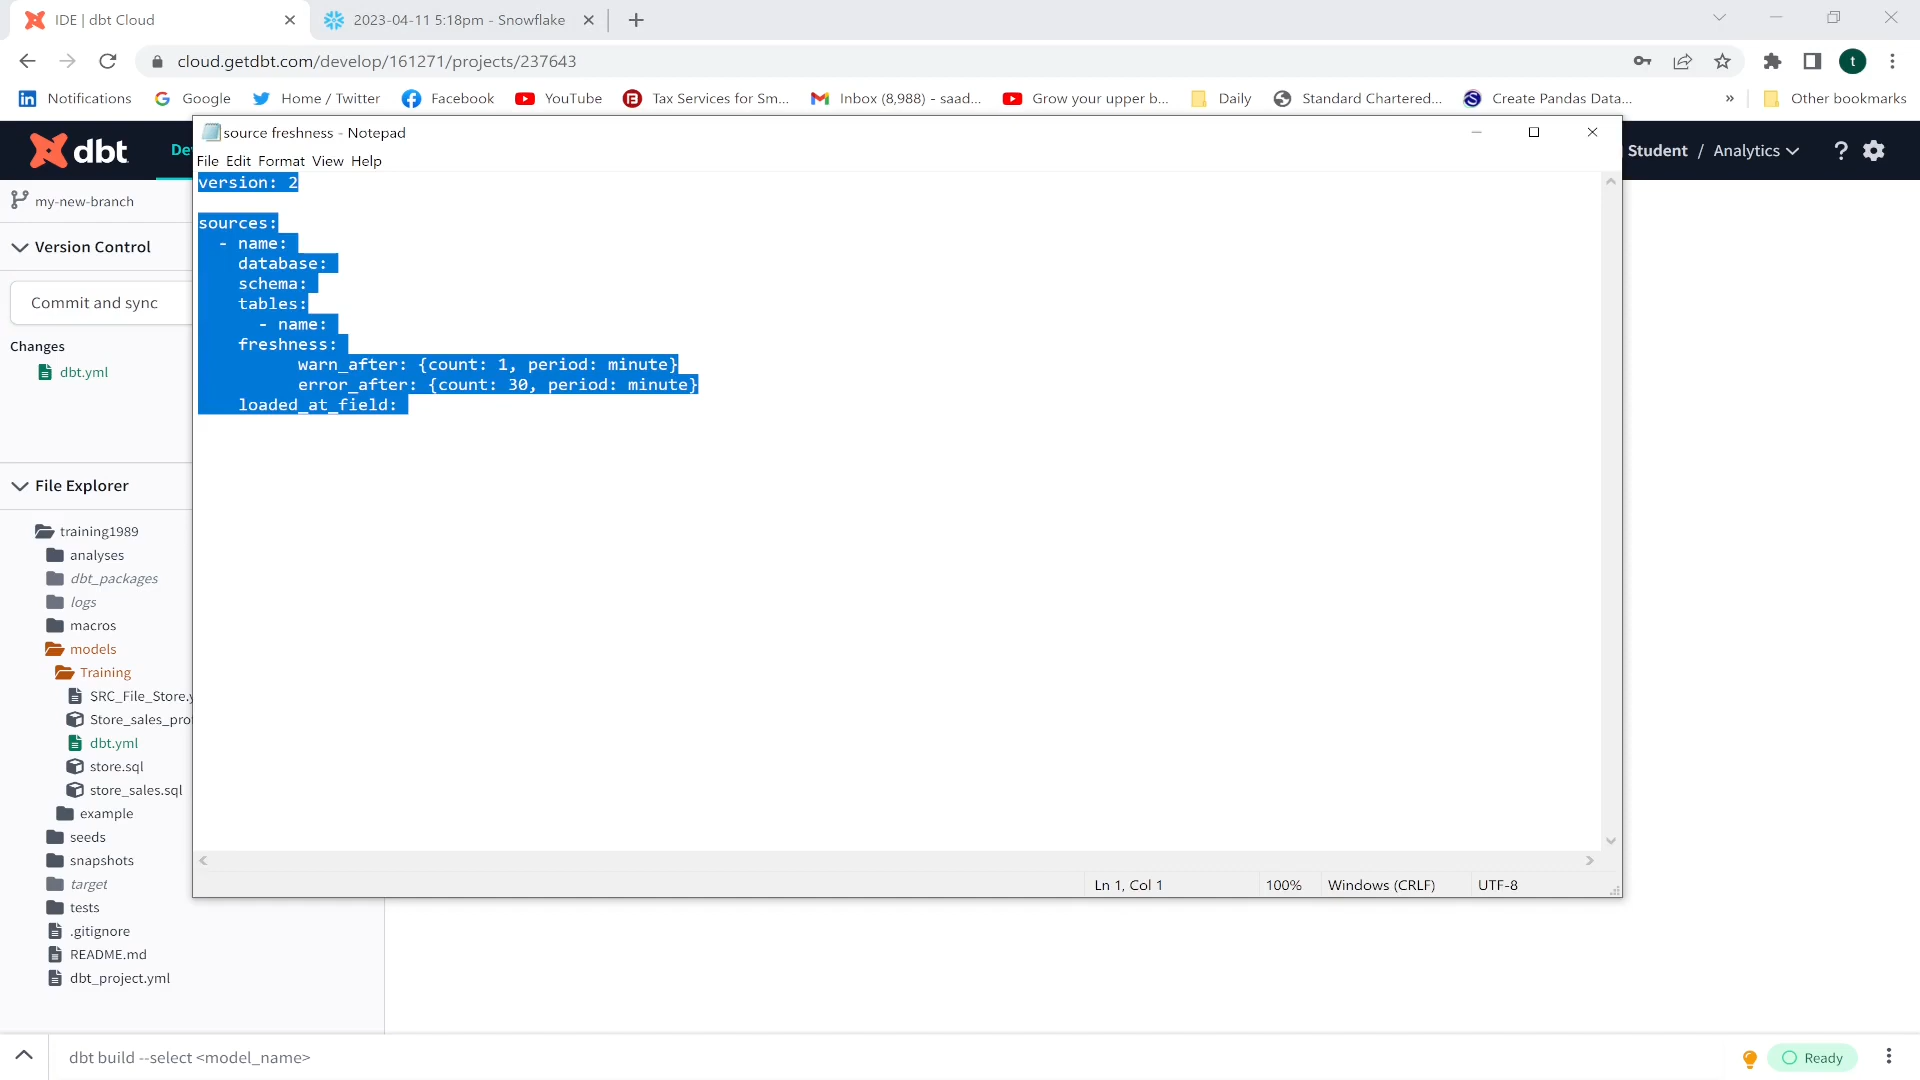 IDE | dbt Cloud
2023-04-11 5:18pm - Snowflake
cloud.getdbt.com/develop/161271/projects/237643
t
Notifications
Google
Home / Twitter
Facebook
YouTube
Tax Services for Sm...
Inbox (8,988) - saad...
Grow your upper b...
Daily
Standard Chartered...
Create Pandas Data...
»
Other bookmarks
dbt
De
Student / Analytics
?
source freshness - Notepad
File Edit Format View Help
version: 2
sources:
- name:
database:
schema:
tables:
- name:
freshness:
warn_after: {count: 1, period: minute}
error_after: {count: 30, period: minute}
loaded_at_field:
Ln 1, Col 1
100%
Windows (CRLF)
UTF-8
my-new-branch
Version Control
Commit and sync
Changes
dbt.yml
File Explorer
training1989
analyses
dbt_packages
logs
macros
models
Training
SRC_File_Store.y
Store_sales_prof
dbt.yml
store.sql
store_sales.sql
example
seeds
snapshots
target
tests
.gitignore
README.md
dbt_project.yml
dbt build --select <model_name>
Ready